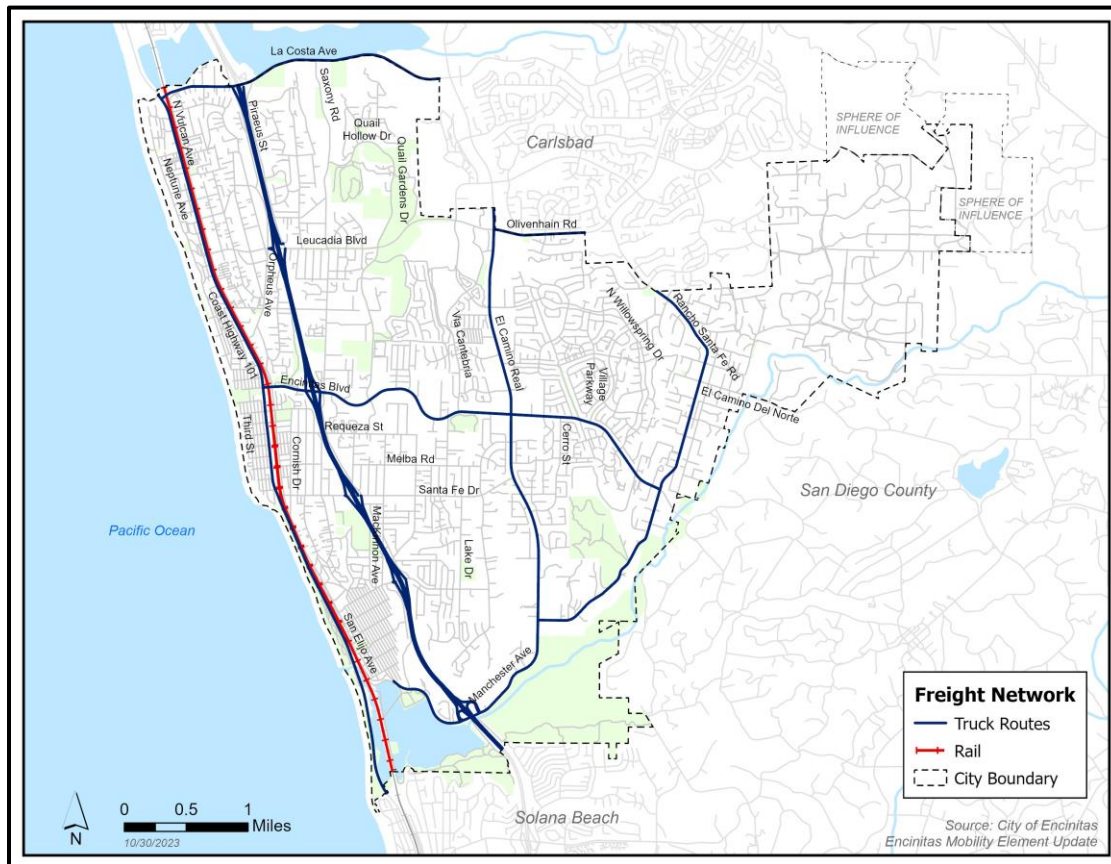 La Costa Ave
N Vulcan Ave
Neptune Ave
Piraeus St
Saxony Rd
Quail
Hollow Dr
Quail Gardens Dr
Carlsbad
SPHERE OF
INFLUENCE
SPHERE OF
INFLUENCE
Leucadia Blvd
Olivenhain Rd
Orpheus Ave
Coast Highway 101
Via Cantebria
El Camino Real
N Willowspring Dr
Rancho Santa Fe Rd
Village
Parkway
Encinitas Blvd
El Camino Del Norte
Third St
Cornish Dr
Requeza St
Melba Rd
Cerro St
Santa Fe Dr
San Diego County
Pacific Ocean
MacKinnon Ave
Lake Dr
San Elijo Ave
Manchester Ave
Solana Beach
Freight Network
Truck Routes
Rail
City Boundary
N
0 0.5 1
Miles
10/30/2023
Source: City of Encinitas
Encinitas Mobility Element Update